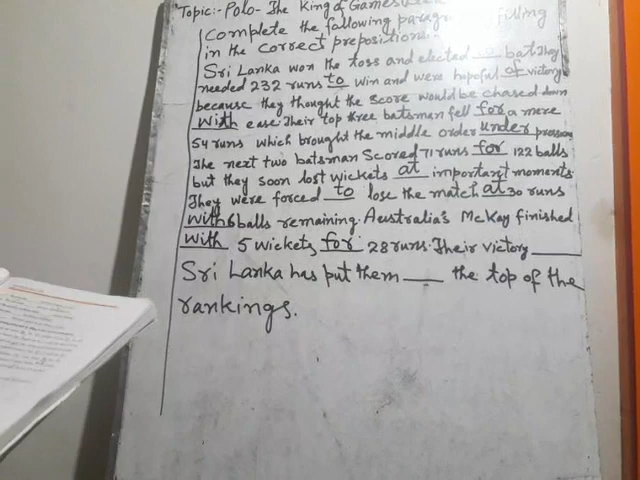 Topic:- Polo- The King of Games
Complete the following filling
in the correct prepositions.
Sri Lanka won the toss and elected to bat. They
needed 232 runs to win and were hopeful of victory
because they thought the score would be chased down
with ease. Their top three batsman fell for a mere
54 runs which brought the middle order under pressure
The next two batsman Scored 71 runs for 122 balls
but they soon lost wickets at important moments.
They were forced to lose the match at 30 runs
with 6 balls remaining. Australia's McKay finished
with 5 wickets for 28 runs. Their victory ______
Sri Lanka has put them ____ the top of the
rankings.